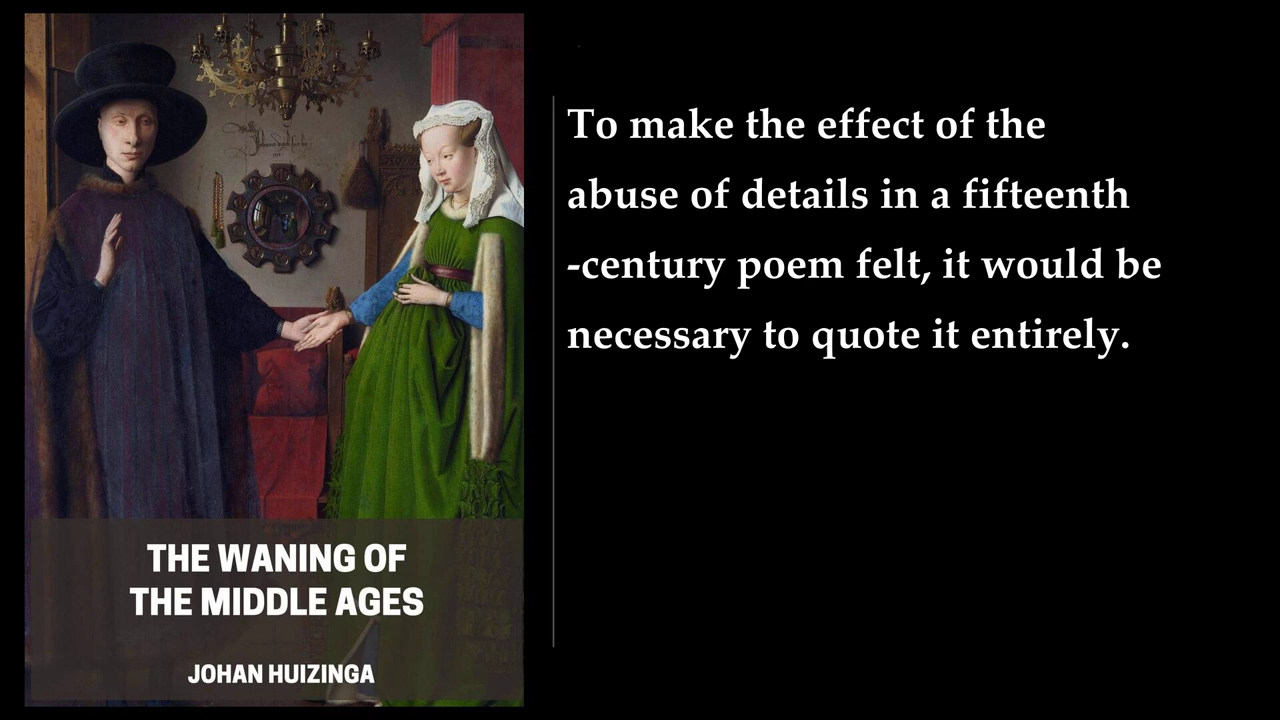 THE WANING OF
THE MIDDLE AGES
JOHAN HUIZINGA
To make the effect of the
abuse of details in a fifteenth
-century poem felt, it would be
necessary to quote it entirely.